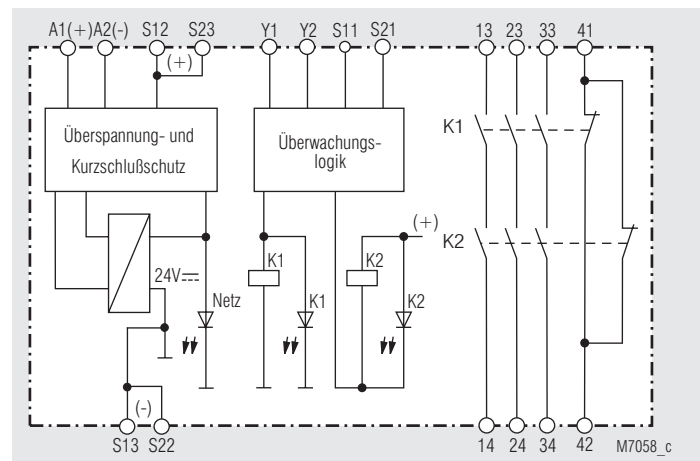 A1(+) A2(-) S12 S23 Y1 Y2 S11 S21 13 23 33 41
(+)
Überspannung- und
Kurzschlußschutz
Überwachungs-
logik
K1
K2
(+)
24V
Netz
K1
K1
K2
K2
(-)
S13 S22 14 24 34 42
M7058_c